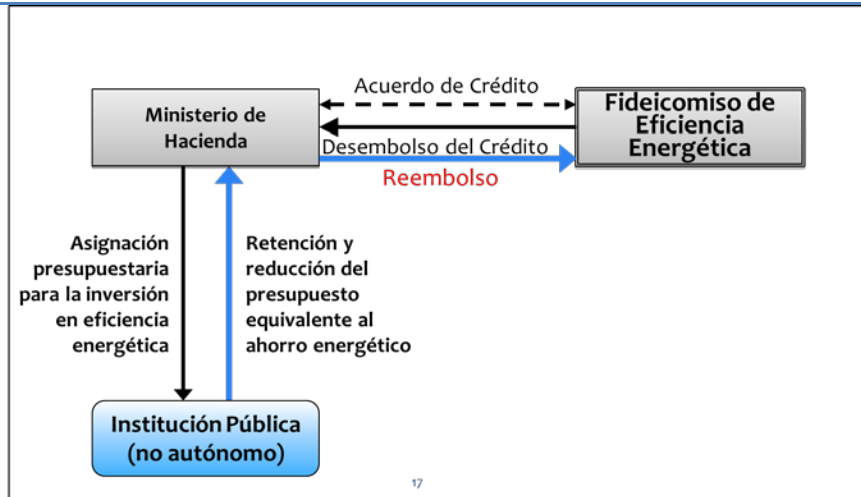 Acuerdo de Crédito
Ministerio de
Hacienda
Fideicomiso de
Eficiencia
Energética
Desembolso del Crédito
Reembolso
Asignación
presupuestaria
para la inversión
en eficiencia
energética
Retención y
reducción del
presupuesto
equivalente al
ahorro energético
Institución Pública
(no autónomo)
17